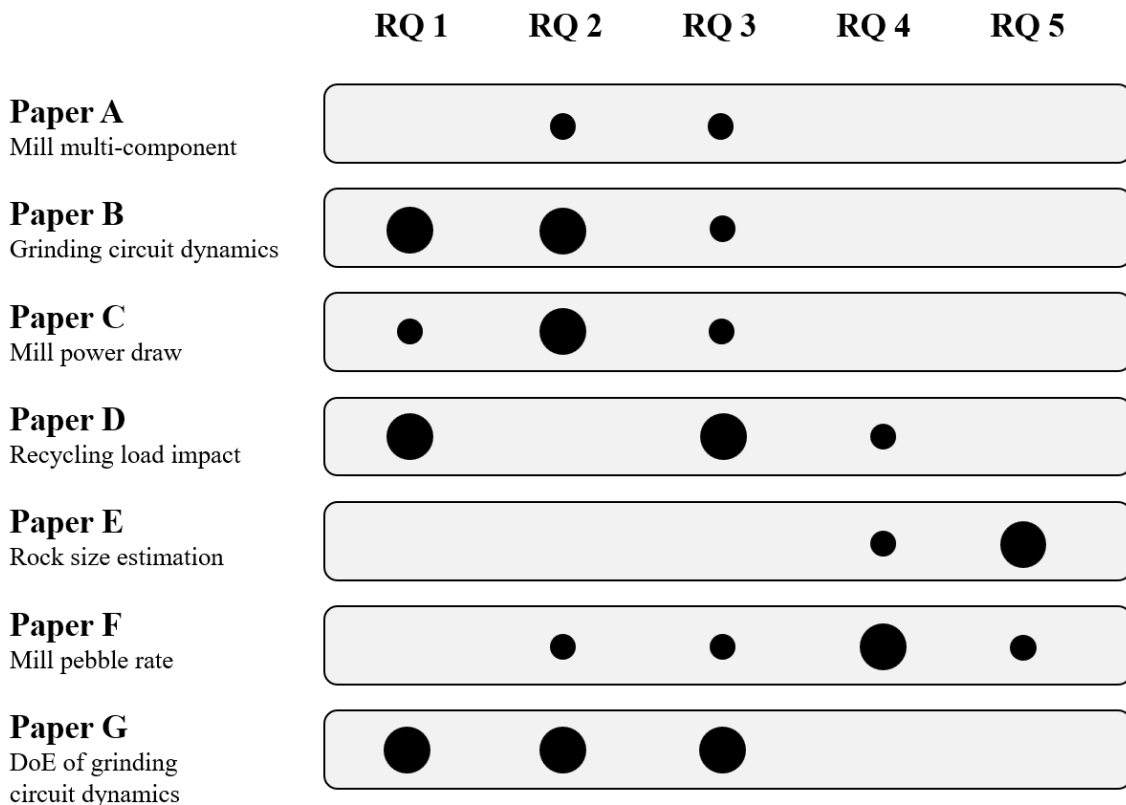 RQ 1 RQ 2 RQ 3 RQ 4 RQ 5
Paper A
Mill multi-component
Paper B
Grinding circuit dynamics
Paper C
Mill power draw
Paper D
Recycling load impact
Paper E
Rock size estimation
Paper F
Mill pebble rate
Paper G
DoE of grinding
circuit dynamics